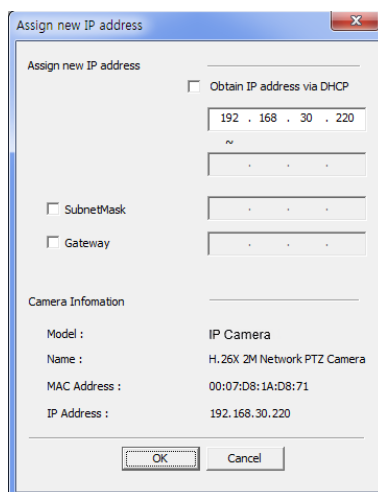 Assign new IP address
Assign new IP address
Obtain IP address via DHCP
192 . 168 . 30 . 220
~
. . .
SubnetMask . . .
Gateway . . .
Camera Infomation
Model : IP Camera
Name : H.26X 2M Network PTZ Camera
MAC Address : 00:07:D8:1A:D8:71
IP Address : 192.168.30.220
OK Cancel